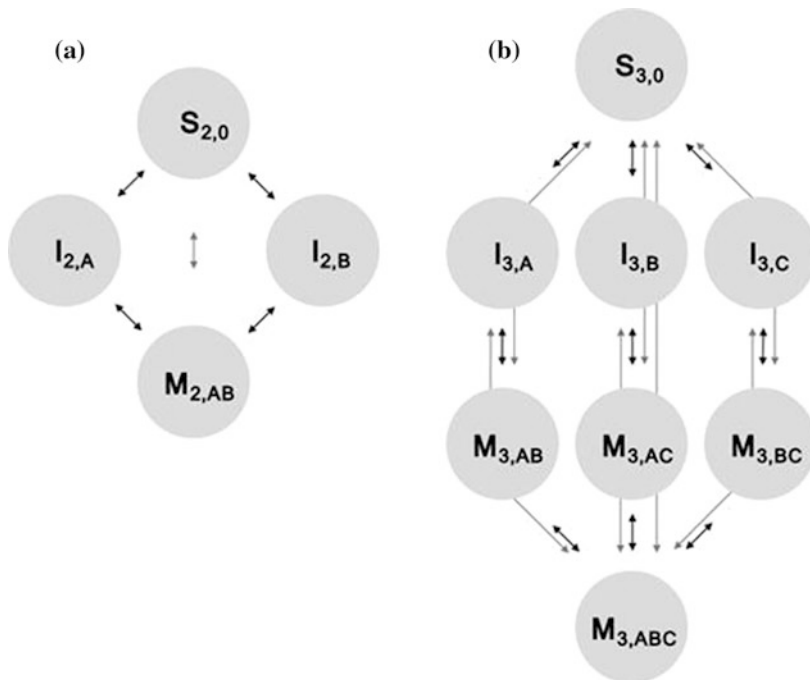 (a)
S2,0
I2,A
I2,B
M2,AB
(b)
S3,0
I3,A
I3,B
I3,C
M3,AB
M3,AC
M3,BC
M3,ABC